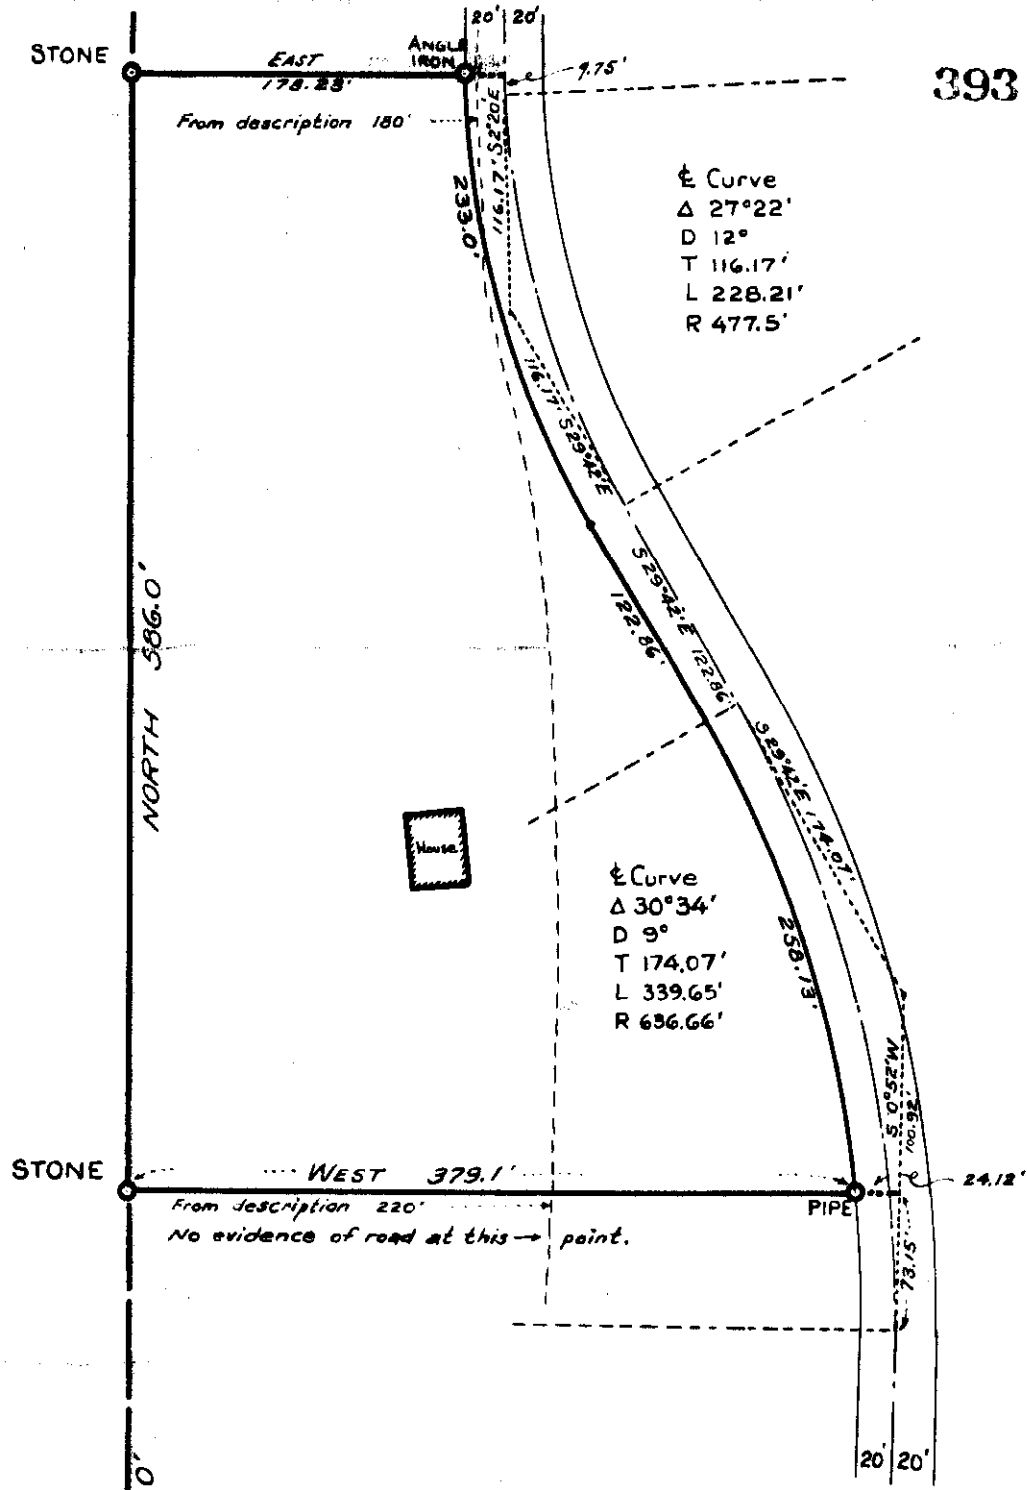 20' 20'
STONE
EAST
178.28'
ANGLE
IRON
9.75'
393
From description 180'
116.17' S2°20'E
233.0'
℄ Curve
Δ 27°22'
D 12°
T 116.17'
L 228.21'
R 477.5'
116.17' S29°42'E
S29°42'E 122.86'
122.86'
NORTH 586.0'
S29°42'E 174.07'
House
℄ Curve
Δ 30°34'
D 9°
T 174.07'
L 339.65'
R 636.66'
258.13'
S 0°52'W
100.92'
STONE
WEST 379.1'
24.12'
PIPE
From description 220'
No evidence of road at this → point.
73.15'
20' 20'
0'